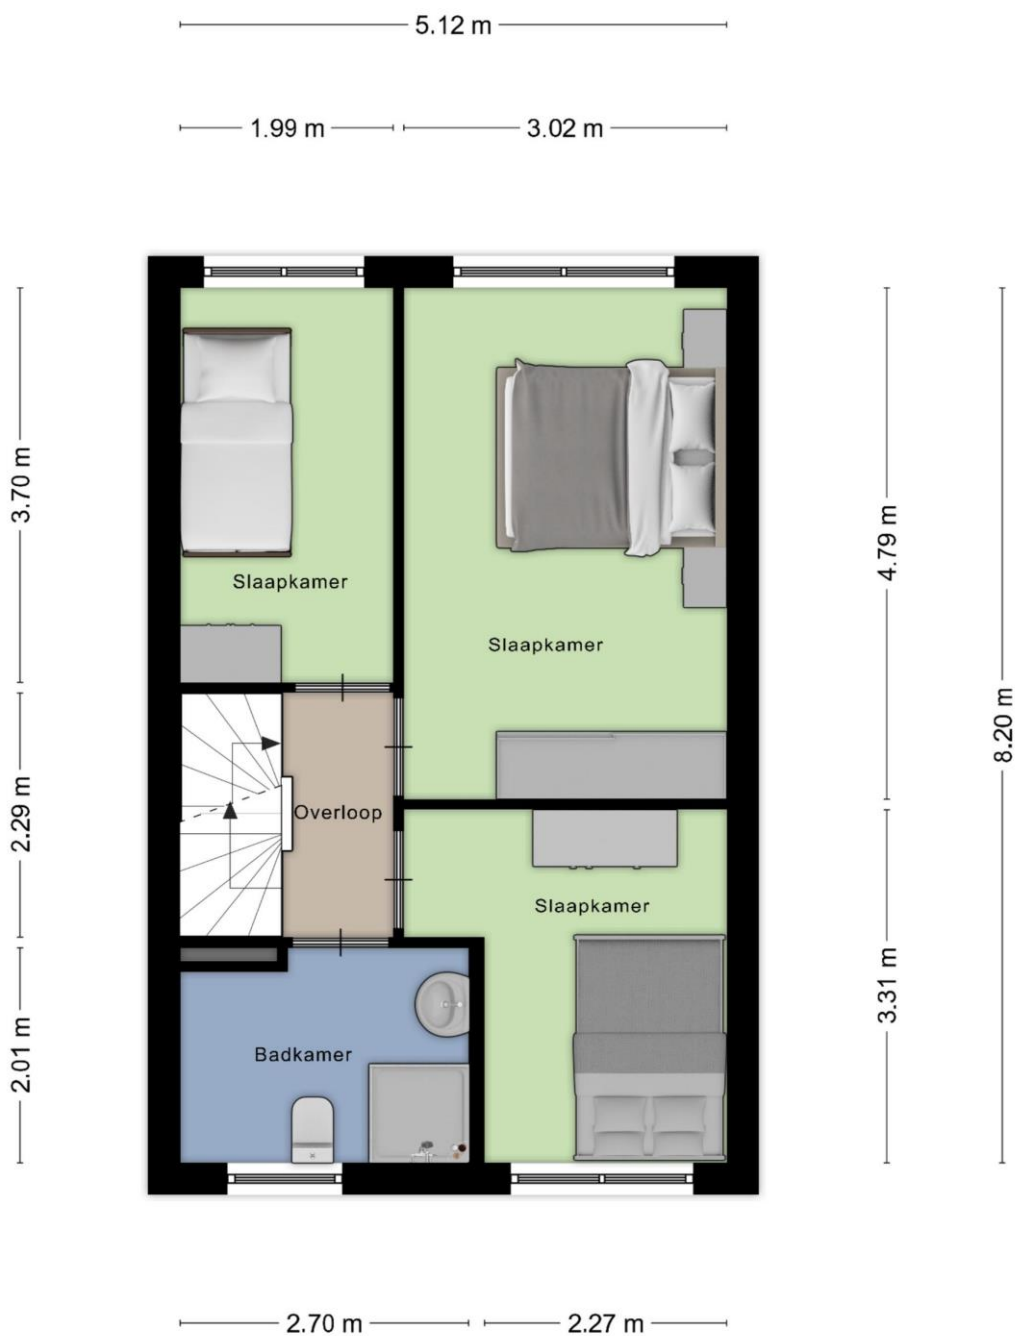 5.12 m
1.99 m
3.02 m
3.70 m
4.79 m
Slaapkamer
Slaapkamer
8.20 m
2.29 m
Overloop
Slaapkamer
3.31 m
2.01 m
Badkamer
2.70 m
2.27 m